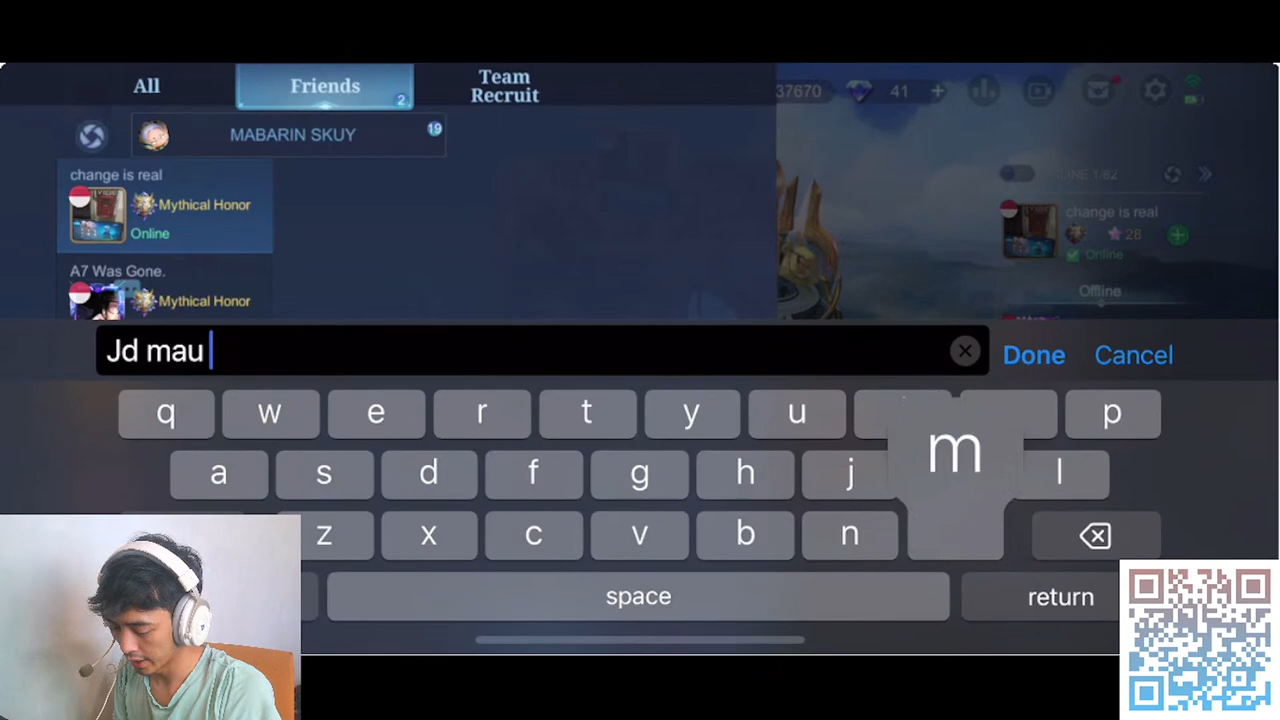 All
Friends
2
Team
Recruit
37670
41
MABARIN SKUY
19
change is real
Mythical Honor
Online
change is real
28
Online
A7 Was Gone.
Mythical Honor
Offline
Jd mau
Done
Cancel
q w e r t y u p
a s d f g h j m l
z x c v b n
space
return